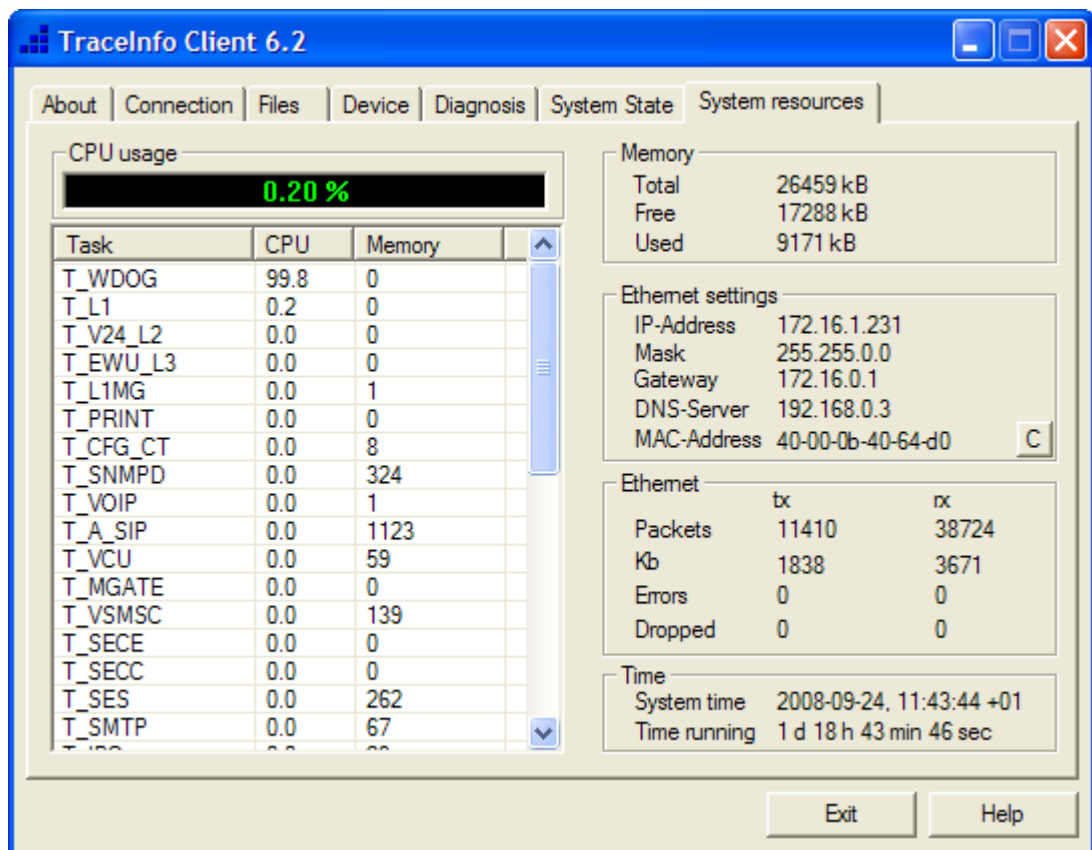 TraceInfo Client 6.2
About Connection Files Device Diagnosis System State System resources
CPU usage
0.20 %
Task CPU Memory
T_WDOG 99.8 0
T_L1 0.2 0
T_V24_L2 0.0 0
T_EWU_L3 0.0 0
T_L1MG 0.0 1
T_PRINT 0.0 0
T_CFG_CT 0.0 8
T_SNMPD 0.0 324
T_VOIP 0.0 1
T_A_SIP 0.0 1123
T_VCU 0.0 59
T_MGATE 0.0 0
T_VSMSC 0.0 139
T_SECE 0.0 0
T_SECC 0.0 0
T_SES 0.0 262
T_SMTP 0.0 67
Memory
Total 26459 kB
Free 17288 kB
Used 9171 kB
Ethernet settings
IP-Address 172.16.1.231
Mask 255.255.0.0
Gateway 172.16.0.1
DNS-Server 192.168.0.3
MAC-Address 40-00-0b-40-64-d0 C
Ethernet
tx rx
Packets 11410 38724
Kb 1838 3671
Errors 0 0
Dropped 0 0
Time
System time 2008-09-24, 11:43:44 +01
Time running 1 d 18 h 43 min 46 sec
Exit Help